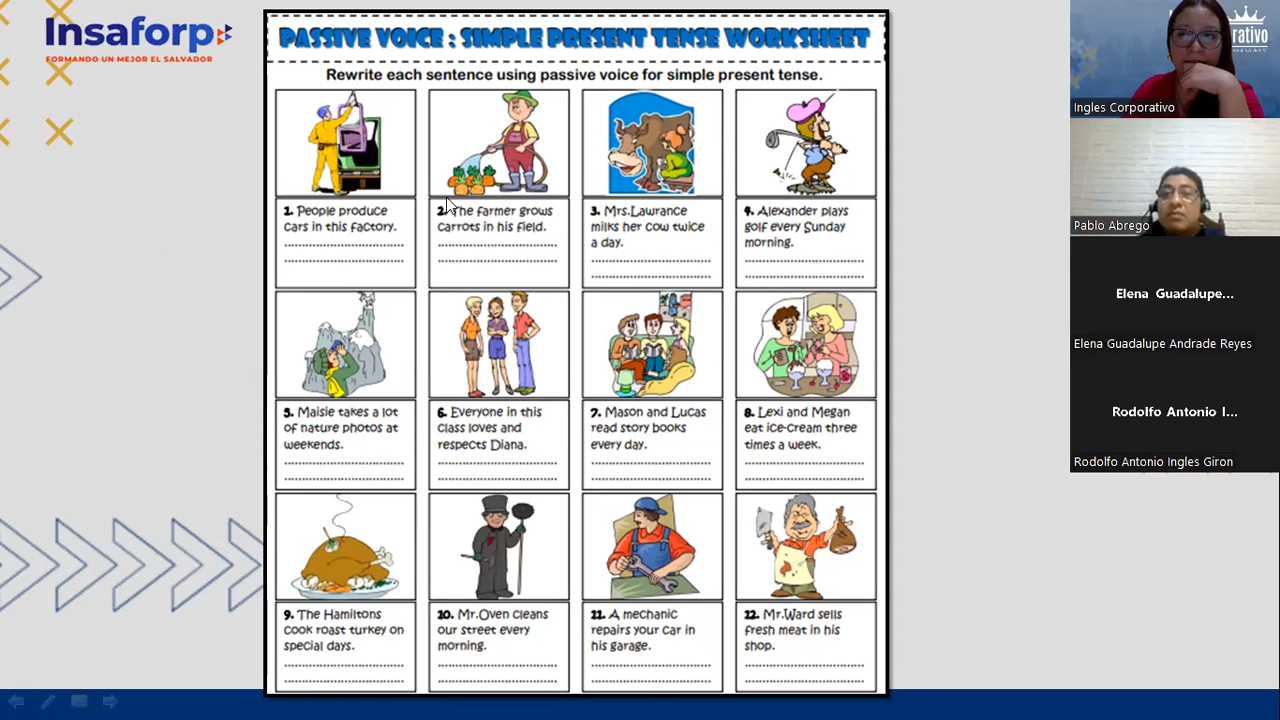 Insaforp
FORMANDO UN MEJOR EL SALVADOR
PASSIVE VOICE : SIMPLE PRESENT TENSE WORKSHEET
Rewrite each sentence using passive voice for simple present tense.
1. People produce
cars in this factory.
2. The farmer grows
carrots in his field.
3. Mrs.Lawrance
milks her cow twice
a day.
4. Alexander plays
golf every Sunday
morning.
5. Maisie takes a lot
of nature photos at
weekends.
6. Everyone in this
class loves and
respects Diana.
7. Mason and Lucas
read story books
every day.
8. Lexi and Megan
eat ice-cream three
times a week.
9. The Hamiltons
cook roast turkey on
special days.
10. Mr.Oven cleans
our street every
morning.
11. A mechanic
repairs your car in
his garage.
12. Mr.Ward sells
fresh meat in his
shop.
rativo
Ingles Corporativo
Pablo Abrego
Elena Guadalupe...
Elena Guadalupe Andrade Reyes
Rodolfo Antonio I...
Rodolfo Antonio Ingles Giron